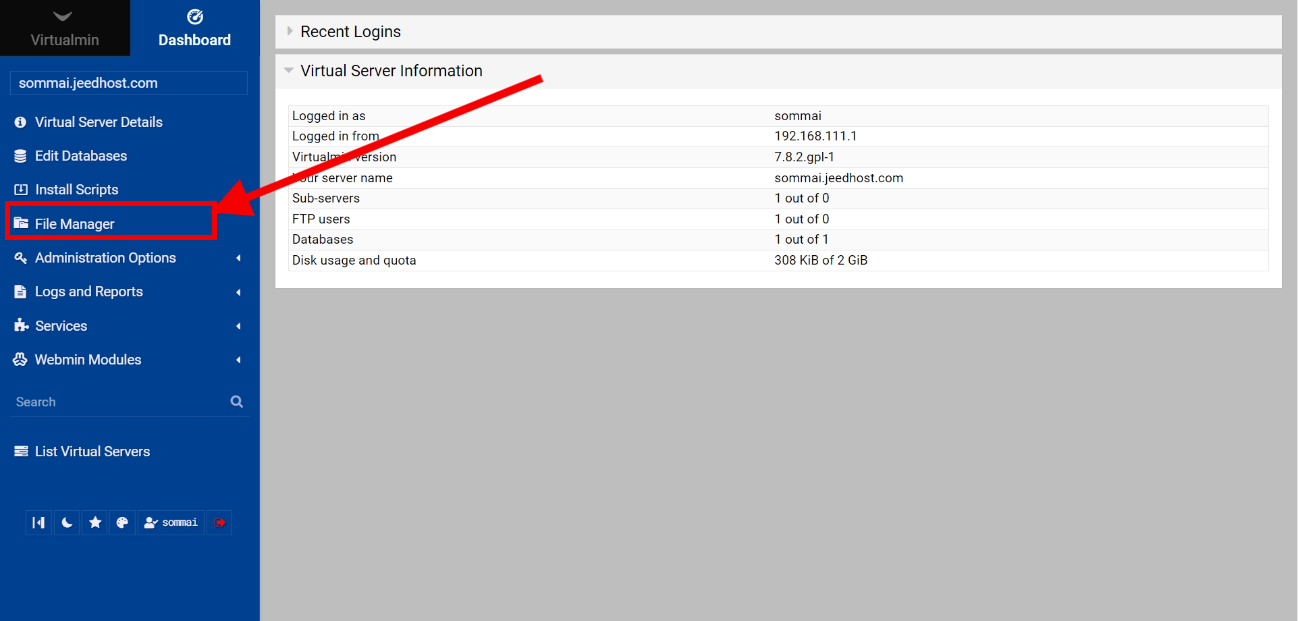 Virtualmin
Dashboard
sommai.jeedhost.com
Virtual Server Details
Edit Databases
Install Scripts
File Manager
Administration Options
Logs and Reports
Services
Webmin Modules
Search
List Virtual Servers
sommai
Recent Logins
Virtual Server Information
Logged in as sommai
Logged in from 192.168.111.1
Virtualmin version 7.8.2.gpl-1
server name sommai.jeedhost.com
Sub-servers 1 out of 0
FTP users 1 out of 0
Databases 1 out of 1
Disk usage and quota 308 KiB of 2 GiB